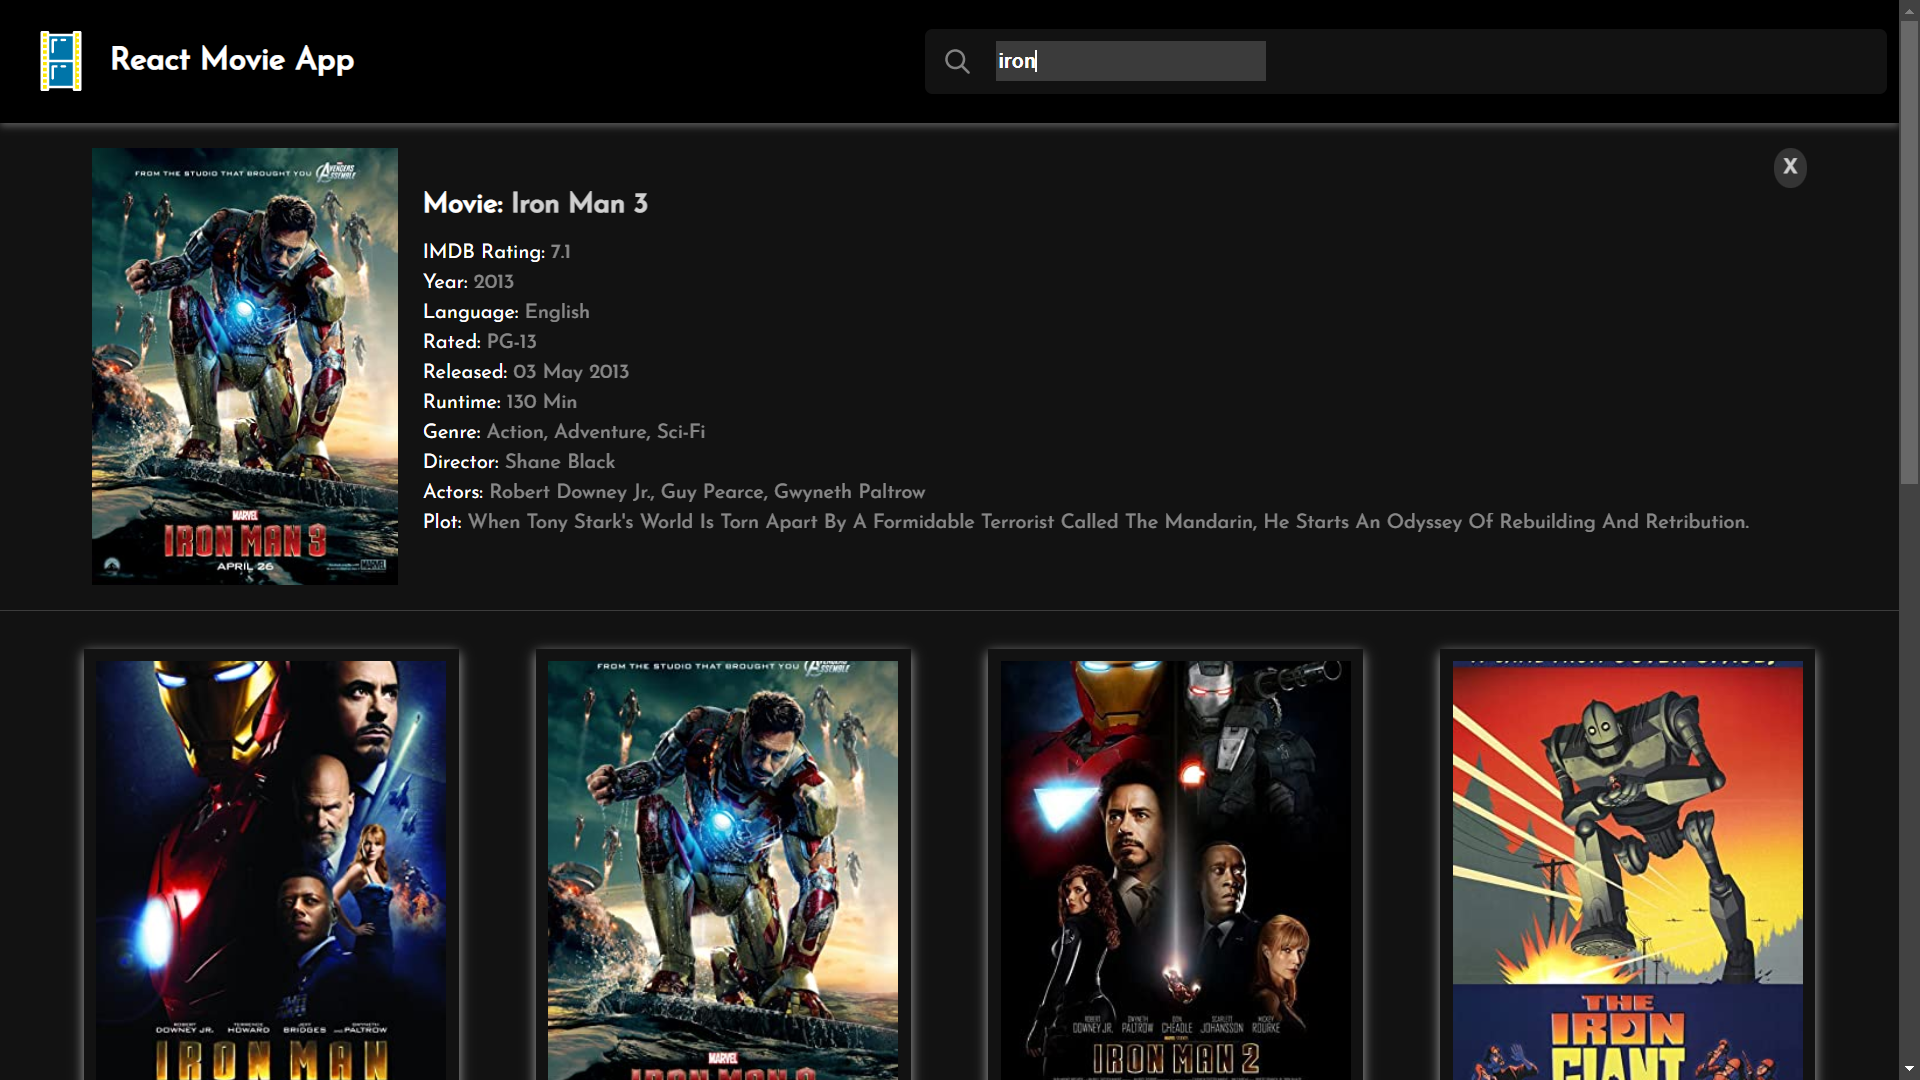 React Movie App
iron
X
FROM THE STUDIO THAT BROUGHT YOU AVENGERS ASSEMBLE
MARVEL
IRON MAN 3
APRIL 26
MARVEL
Movie: Iron Man 3
IMDB Rating: 7.1
Year: 2013
Language: English
Rated: PG-13
Released: 03 May 2013
Runtime: 130 Min
Genre: Action, Adventure, Sci-Fi
Director: Shane Black
Actors: Robert Downey Jr., Guy Pearce, Gwyneth Paltrow
Plot: When Tony Stark's World Is Torn Apart By A Formidable Terrorist Called The Mandarin, He Starts An Odyssey Of Rebuilding And Retribution.
ROBERT DOWNEY JR. TERRENCE HOWARD JEFF BRIDGES AND GWYNETH PALTROW
IRON MAN
FROM THE STUDIO THAT BROUGHT YOU AVENGERS ASSEMBLE
MARVEL
IRON MAN 3
ROBERT DOWNEY JR. GWYNETH PALTROW DON CHEADLE SCARLETT JOHANSSON MICKEY ROURKE
IRON MAN 2
THE
IRON
GIANT